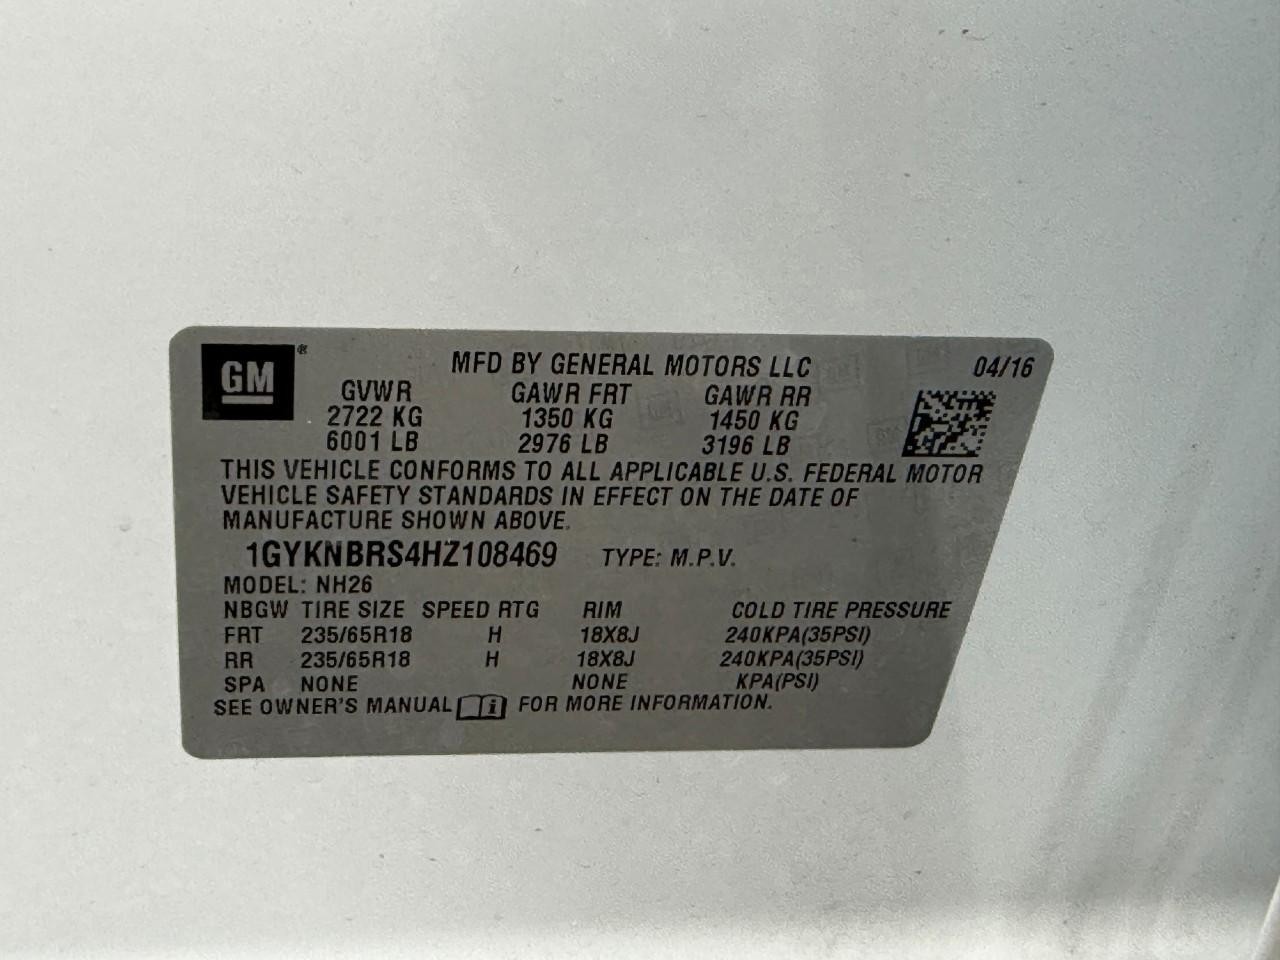 GM ®
MFD BY GENERAL MOTORS LLC 04/16
GVWR GAWR FRT GAWR RR
2722 KG 1350 KG 1450 KG
6001 LB 2976 LB 3196 LB
THIS VEHICLE CONFORMS TO ALL APPLICABLE U.S. FEDERAL MOTOR
VEHICLE SAFETY STANDARDS IN EFFECT ON THE DATE OF
MANUFACTURE SHOWN ABOVE.
1GYKNBRS4HZ108469 TYPE: M.P.V.
MODEL: NH26
NBGW TIRE SIZE SPEED RTG RIM COLD TIRE PRESSURE
FRT 235/65R18 H 18X8J 240KPA(35PSI)
RR 235/65R18 H 18X8J 240KPA(35PSI)
SPA NONE NONE KPA(PSI)
SEE OWNER'S MANUAL i FOR MORE INFORMATION.